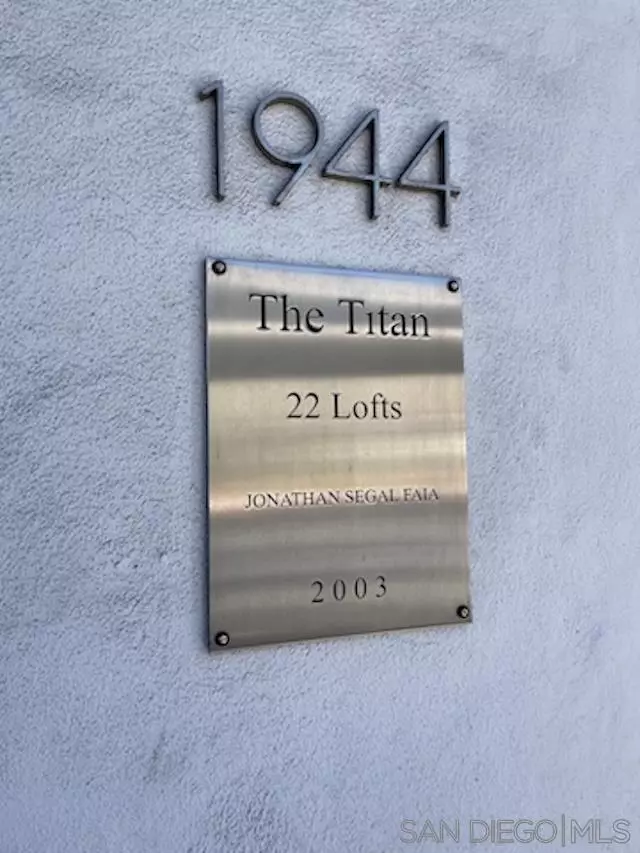 1944
The Titan
22 Lofts
JONATHAN SEGAL FAIA
2003
SAN DIEGO|MLS